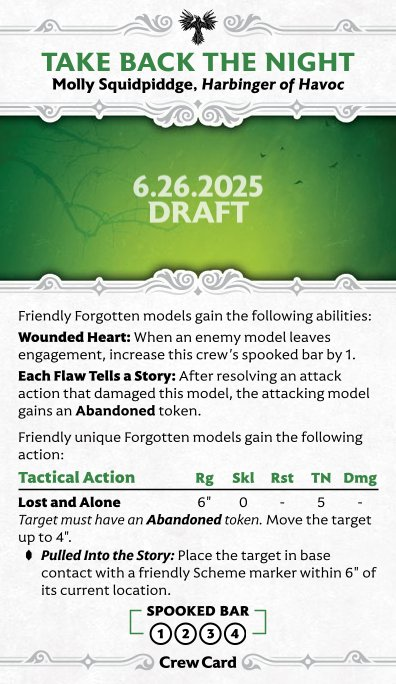 TAKE BACK THE NIGHT
Molly Squidpiddge, Harbinger of Havoc
6.26.2025
DRAFT
Friendly Forgotten models gain the following abilities:
Wounded Heart: When an enemy model leaves
engagement, increase this crew's spooked bar by 1.
Each Flaw Tells a Story: After resolving an attack
action that damaged this model, the attacking model
gains an Abandoned token.
Friendly unique Forgotten models gain the following
action:
Tactical Action Rg Skl Rst TN Dmg
Lost and Alone 6" 0 - 5 -
Target must have an Abandoned token. Move the target
up to 4".
Pulled Into the Story: Place the target in base
contact with a friendly Scheme marker within 6" of
its current location.
SPOOKED BAR
1 2 3 4
Crew Card